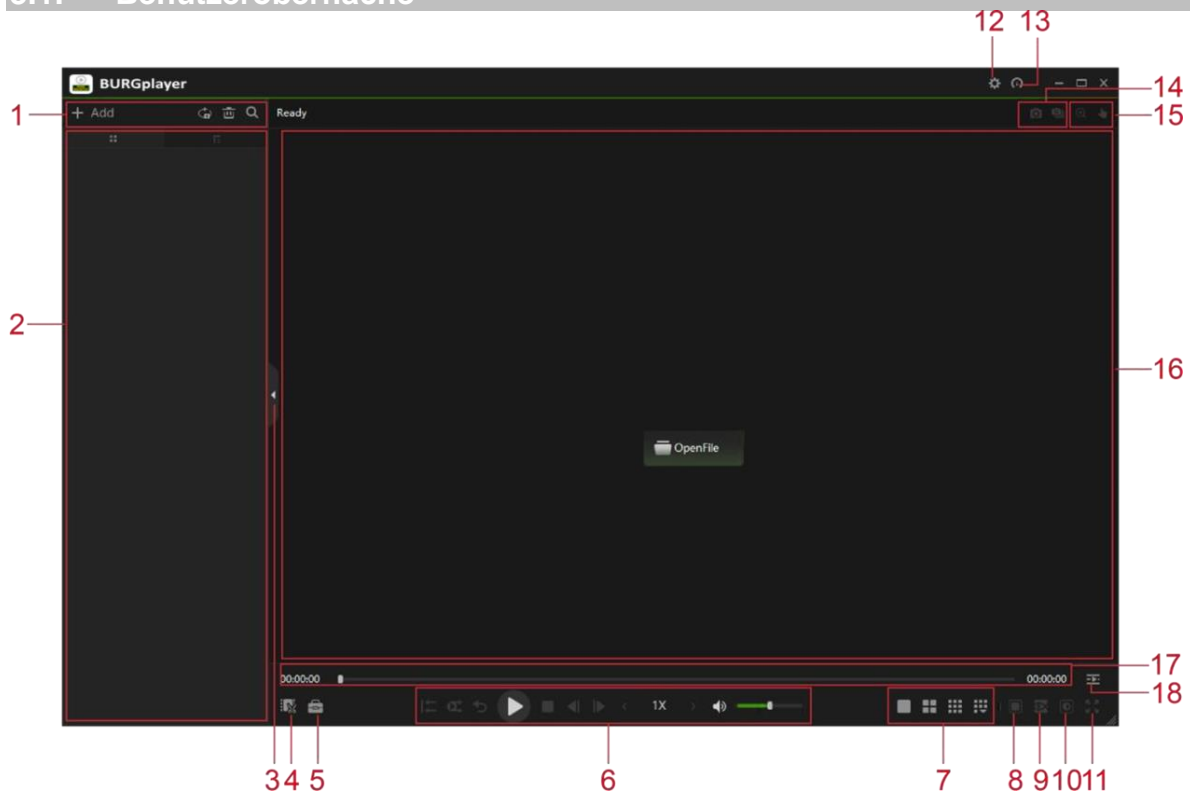 Benutzeroberfläche
12 13
BURGplayer
14
1
+ Add
Ready
15
2
16
OpenFile
00:00:00
00:00:00
17
18
1X
3 4 5 6 7 8 9 10 11